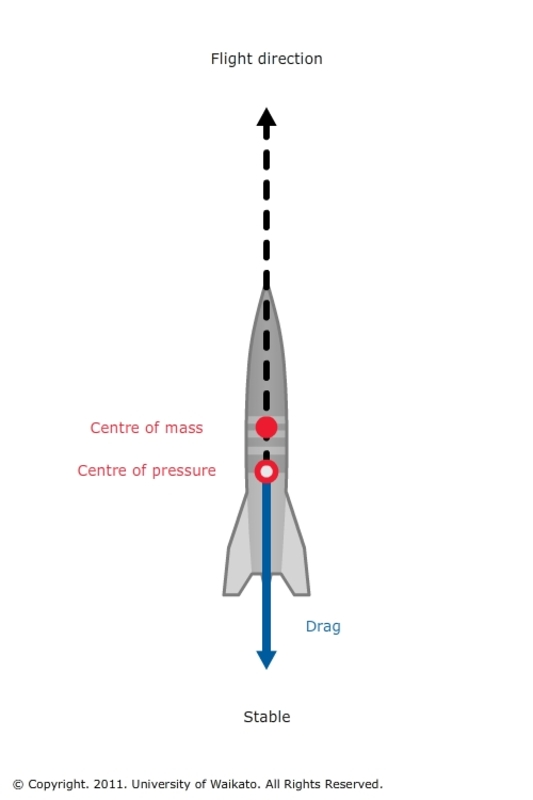 Flight direction
Centre of mass
Centre of pressure
Drag
Stable
© Copyright. 2011. University of Waikato. All Rights Reserved.